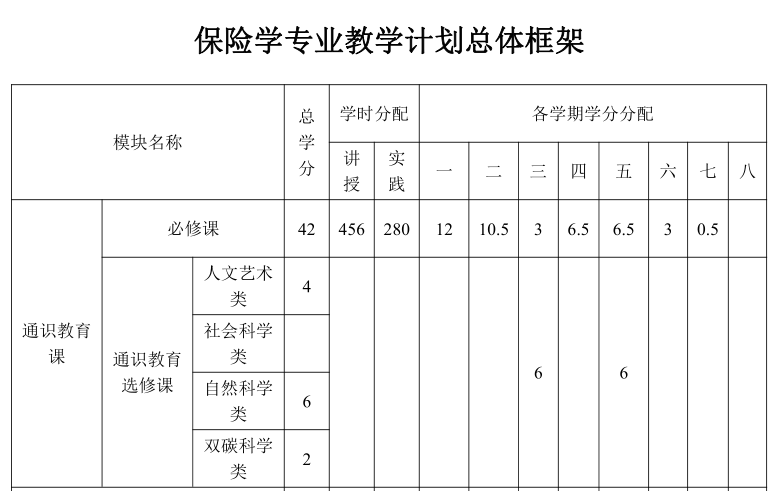 保险学专业教学计划总体框架
模块名称 总学分 学时分配 各学期学分分配
讲授 实践 一 二 三 四 五 六 七 八
通识教育课 必修课 42 456 280 12 10.5 3 6.5 6.5 3 0.5
通识教育选修课 人文艺术类 4 6 6
社会科学类
自然科学类 6
双碳科学类 2